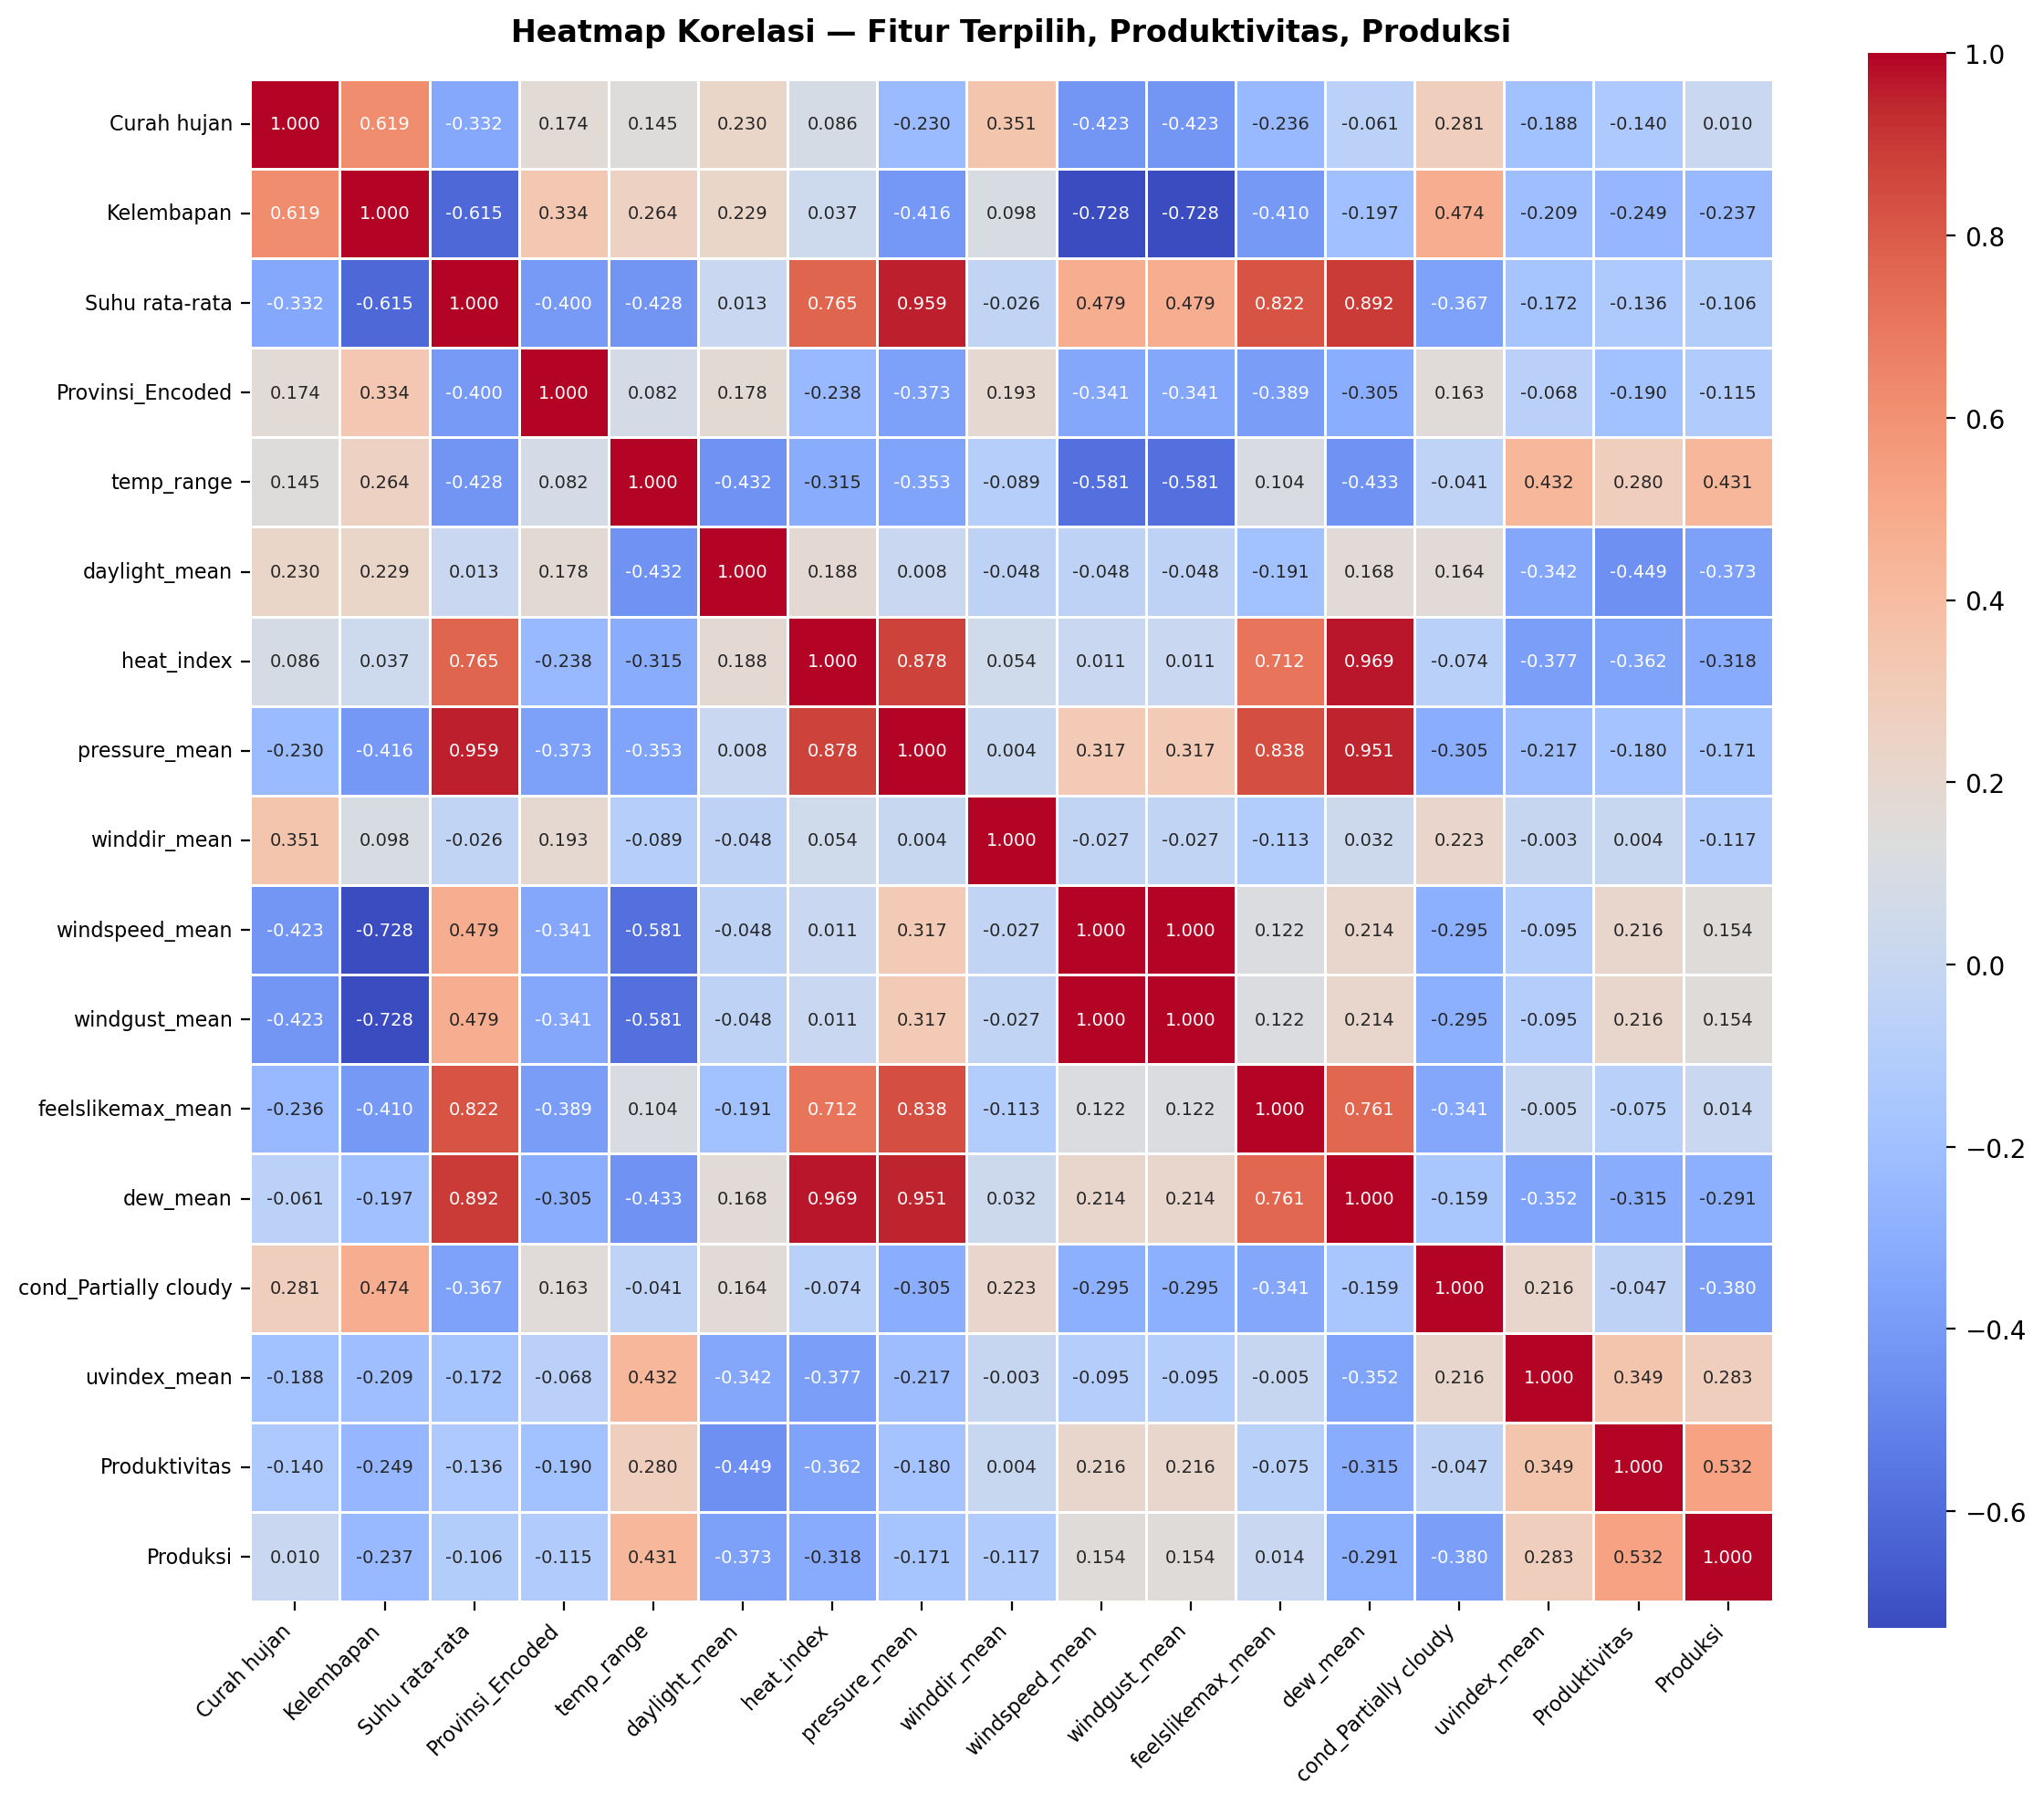 Heatmap Korelasi — Fitur Terpilih, Produktivitas, Produksi
Curah hujan 1.000 0.619 -0.332 0.174 0.145 0.230 0.086 -0.230 0.351 -0.423 -0.423 -0.236 -0.061 0.281 -0.188 -0.140 0.010
Kelembapan 0.619 1.000 -0.615 0.334 0.264 0.229 0.037 -0.416 0.098 -0.728 -0.728 -0.410 -0.197 0.474 -0.209 -0.249 -0.237
Suhu rata-rata -0.332 -0.615 1.000 -0.400 -0.428 0.013 0.765 0.959 -0.026 0.479 0.479 0.822 0.892 -0.367 -0.172 -0.136 -0.106
Provinsi_Encoded 0.174 0.334 -0.400 1.000 0.082 0.178 -0.238 -0.373 0.193 -0.341 -0.341 -0.389 -0.305 0.163 -0.068 -0.190 -0.115
temp_range 0.145 0.264 -0.428 0.082 1.000 -0.432 -0.315 -0.353 -0.089 -0.581 -0.581 0.104 -0.433 -0.041 0.432 0.280 0.431
daylight_mean 0.230 0.229 0.013 0.178 -0.432 1.000 0.188 0.008 -0.048 -0.048 -0.048 -0.191 0.168 0.164 -0.342 -0.449 -0.373
heat_index 0.086 0.037 0.765 -0.238 -0.315 0.188 1.000 0.878 0.054 0.011 0.011 0.712 0.969 -0.074 -0.377 -0.362 -0.318
pressure_mean -0.230 -0.416 0.959 -0.373 -0.353 0.008 0.878 1.000 0.004 0.317 0.317 0.838 0.951 -0.305 -0.217 -0.180 -0.171
winddir_mean 0.351 0.098 -0.026 0.193 -0.089 -0.048 0.054 0.004 1.000 -0.027 -0.027 -0.113 0.032 0.223 -0.003 0.004 -0.117
windspeed_mean -0.423 -0.728 0.479 -0.341 -0.581 -0.048 0.011 0.317 -0.027 1.000 1.000 0.122 0.214 -0.295 -0.095 0.216 0.154
windgust_mean -0.423 -0.728 0.479 -0.341 -0.581 -0.048 0.011 0.317 -0.027 1.000 1.000 0.122 0.214 -0.295 -0.095 0.216 0.154
feelslikemax_mean -0.236 -0.410 0.822 -0.389 0.104 -0.191 0.712 0.838 -0.113 0.122 0.122 1.000 0.761 -0.341 -0.005 -0.075 0.014
dew_mean -0.061 -0.197 0.892 -0.305 -0.433 0.168 0.969 0.951 0.032 0.214 0.214 0.761 1.000 -0.159 -0.352 -0.315 -0.291
cond_Partially cloudy 0.281 0.474 -0.367 0.163 -0.041 0.164 -0.074 -0.305 0.223 -0.295 -0.295 -0.341 -0.159 1.000 0.216 -0.047 -0.380
uvindex_mean -0.188 -0.209 -0.172 -0.068 0.432 -0.342 -0.377 -0.217 -0.003 -0.095 -0.095 -0.005 -0.352 0.216 1.000 0.349 0.283
Produktivitas -0.140 -0.249 -0.136 -0.190 0.280 -0.449 -0.362 -0.180 0.004 0.216 0.216 -0.075 -0.315 -0.047 0.349 1.000 0.532
Produksi 0.010 -0.237 -0.106 -0.115 0.431 -0.373 -0.318 -0.171 -0.117 0.154 0.154 0.014 -0.291 -0.380 0.283 0.532 1.000
Curah hujan Kelembapan Suhu rata-rata Provinsi_Encoded temp_range daylight_mean heat_index pressure_mean winddir_mean windspeed_mean windgust_mean feelslikemax_mean dew_mean cond_Partially cloudy uvindex_mean Produktivitas Produksi
1.0
0.8
0.6
0.4
0.2
0.0
−0.2
−0.4
−0.6